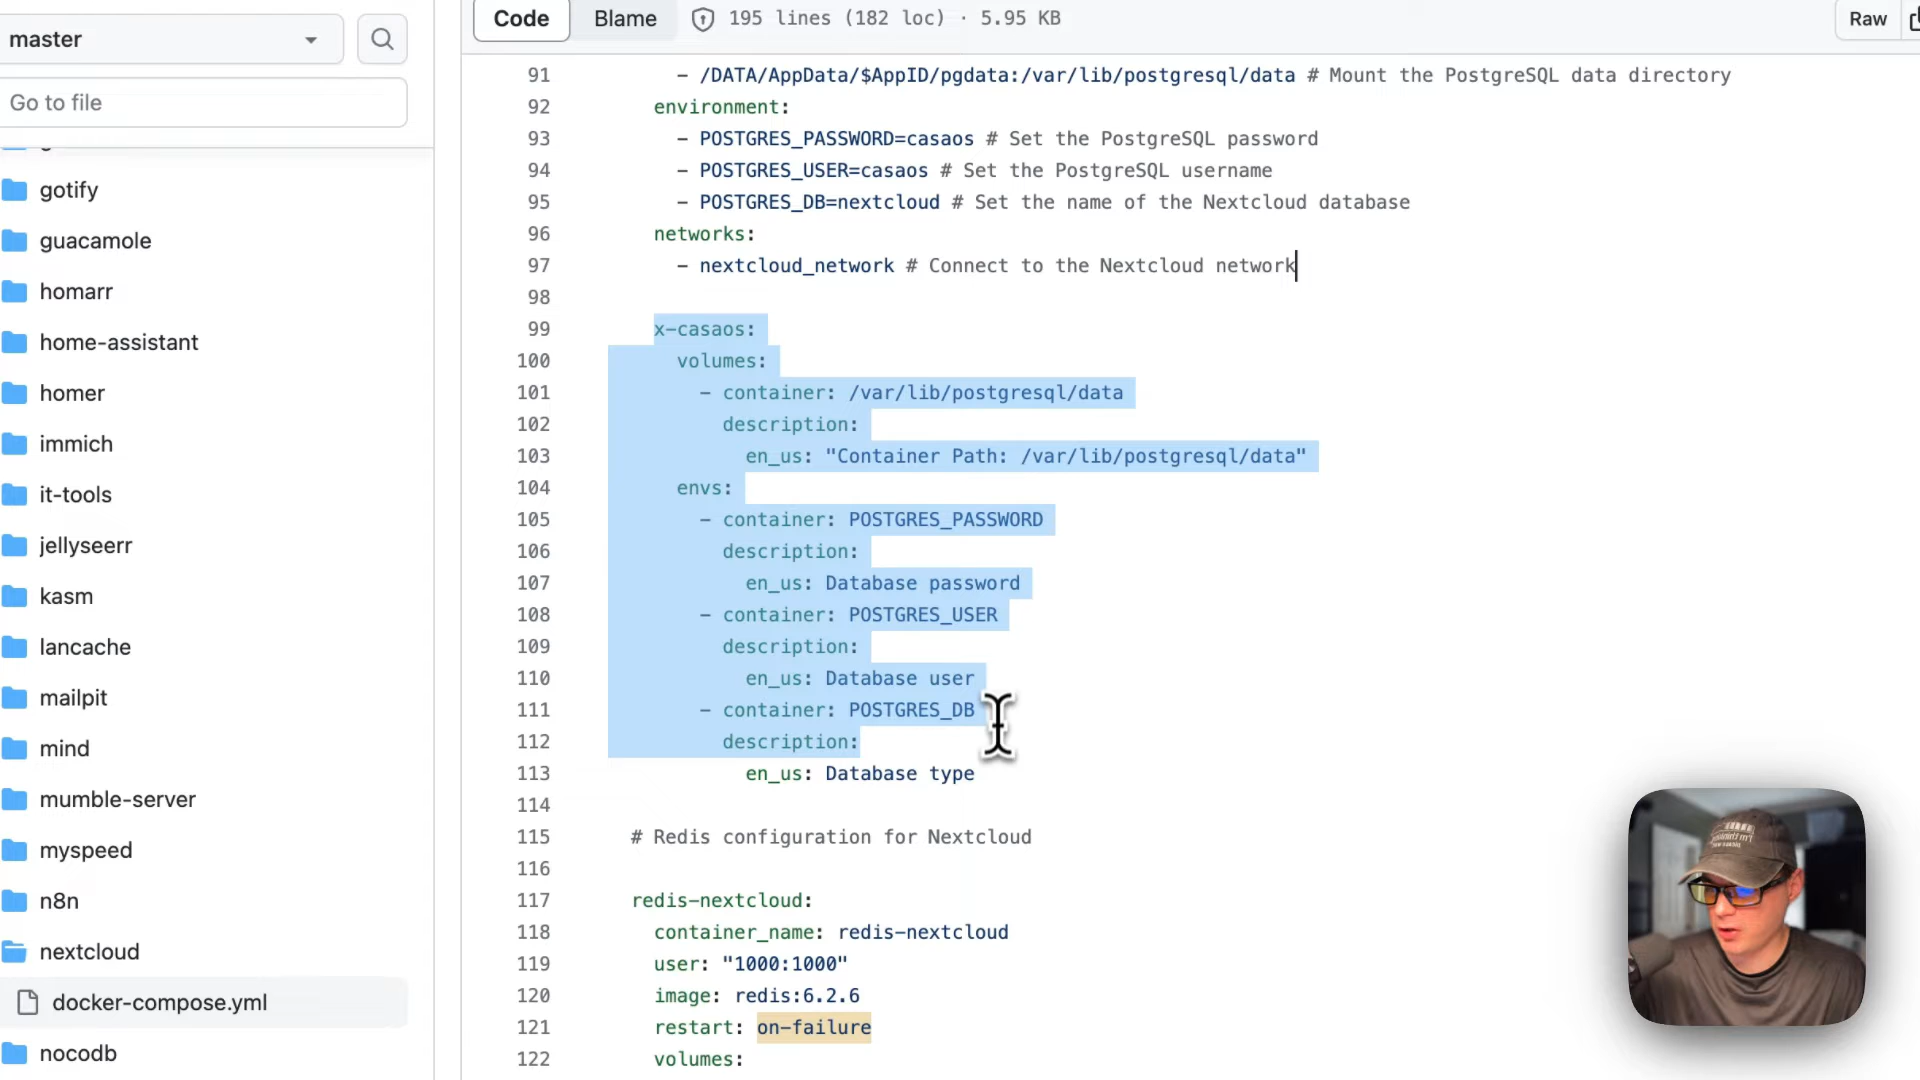 master
Go to file
gotify
guacamole
homarr
home-assistant
homer
immich
it-tools
jellyseerr
kasm
lancache
mailpit
mind
mumble-server
myspeed
n8n
nextcloud
docker-compose.yml
nocodb
Code Blame 195 lines (182 loc) · 5.95 KB Raw
91 - /DATA/AppData/$AppID/pgdata:/var/lib/postgresql/data # Mount the PostgreSQL data directory
92 environment:
93 - POSTGRES_PASSWORD=casaos # Set the PostgreSQL password
94 - POSTGRES_USER=casaos # Set the PostgreSQL username
95 - POSTGRES_DB=nextcloud # Set the name of the Nextcloud database
96 networks:
97 - nextcloud_network # Connect to the Nextcloud network
98
99 x-casaos:
100 volumes:
101 - container: /var/lib/postgresql/data
102 description:
103 en_us: "Container Path: /var/lib/postgresql/data"
104 envs:
105 - container: POSTGRES_PASSWORD
106 description:
107 en_us: Database password
108 - container: POSTGRES_USER
109 description:
110 en_us: Database user
111 - container: POSTGRES_DB
112 description:
113 en_us: Database type
114
115 # Redis configuration for Nextcloud
116
117 redis-nextcloud:
118 container_name: redis-nextcloud
119 user: "1000:1000"
120 image: redis:6.2.6
121 restart: on-failure
122 volumes: